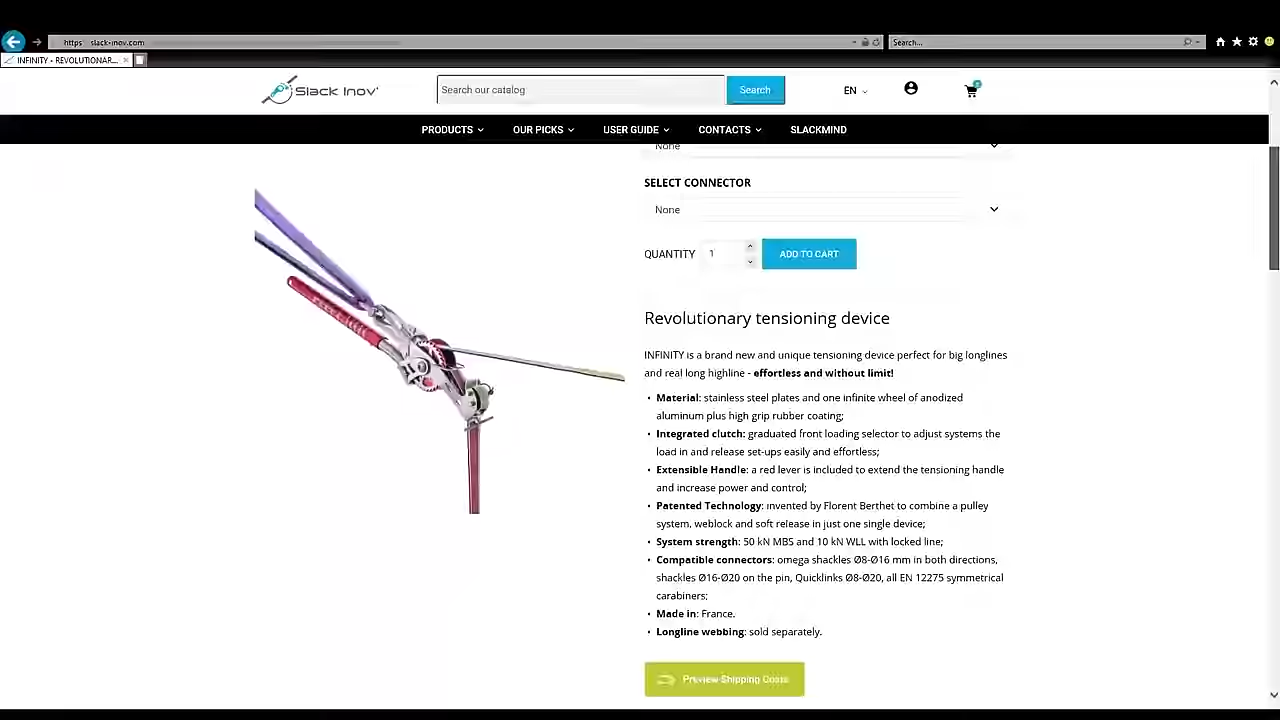 https slack-inov.com
Search...
INFINITY - REVOLUTIONAR...
Slack Inov'
Search our catalog
Search
EN
PRODUCTS
OUR PICKS
USER GUIDE
CONTACTS
SLACKMIND
None
SELECT CONNECTOR
None
QUANTITY 1 ADD TO CART
Revolutionary tensioning device
INFINITY is a brand new and unique tensioning device perfect for big longlines
and real long highline - effortless and without limit!
• Material: stainless steel plates and one infinite wheel of anodized
aluminum plus high grip rubber coating;
• Integrated clutch: graduated front loading selector to adjust systems the
load in and release set-ups easily and effortless;
• Extensible Handle: a red lever is included to extend the tensioning handle
and increase power and control;
• Patented Technology: invented by Florent Berthet to combine a pulley
system, weblock and soft release in just one single device;
• System strength: 50 kN MBS and 10 kN WLL with locked line;
• Compatible connectors: omega shackles Ø8-Ø16 mm in both directions,
shackles Ø16-Ø20 on the pin, Quicklinks Ø8-Ø20, all EN 12275 symmetrical
carabiners;
• Made in: France.
• Longline webbing: sold separately.
Preview Shipping Costs